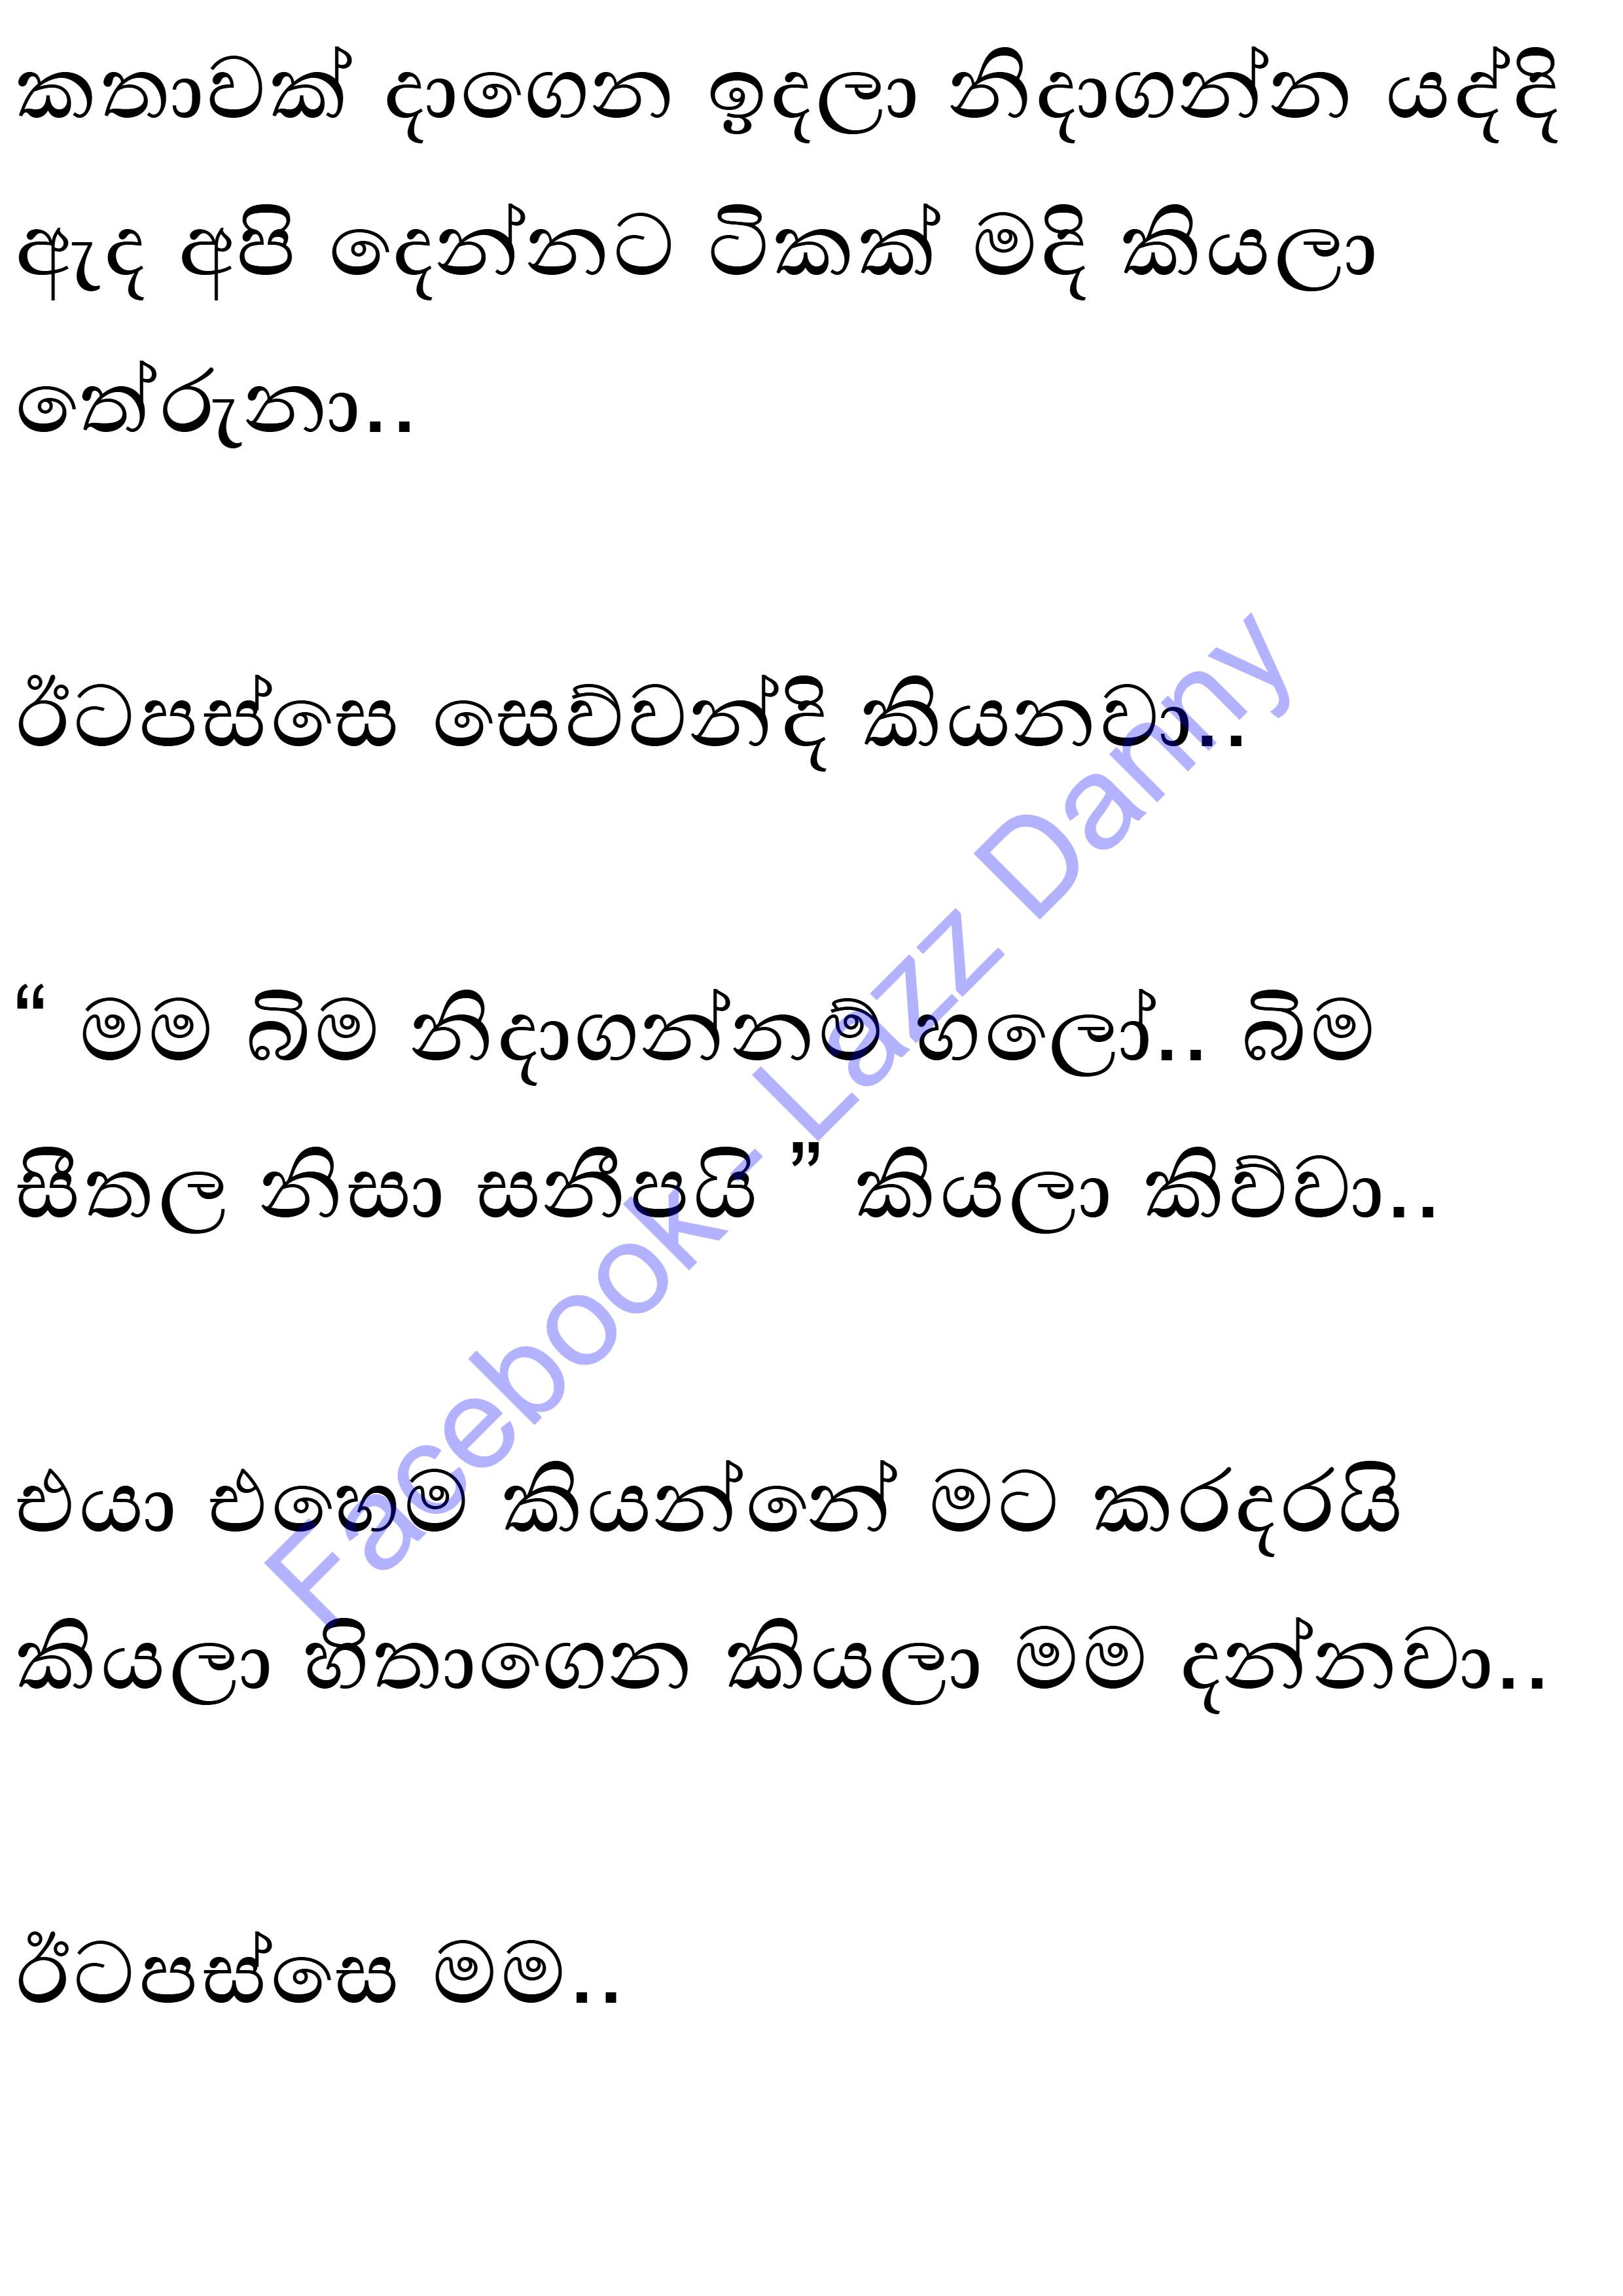 කතාවක් දාගෙන ඉදලා නිදාගන්න යද්දි
ඇද අපි දෙන්නට ටිකක් මදි කියලා
තේරුනා..
ඊටපස්සෙ සෙව්වන්දි කියනවා..
“ මම බිම නිදාගන්නම් හලෝ.. බිම
සීතල නිසා සනීපයි ” කියලා කිව්වා..
එයා එහෙම කියන්නේ මට කරදරයි
කියලා හිතාගෙන කියලා මම දන්නවා..
ඊටපස්සෙ මම..
Facebook - Lazz Danny